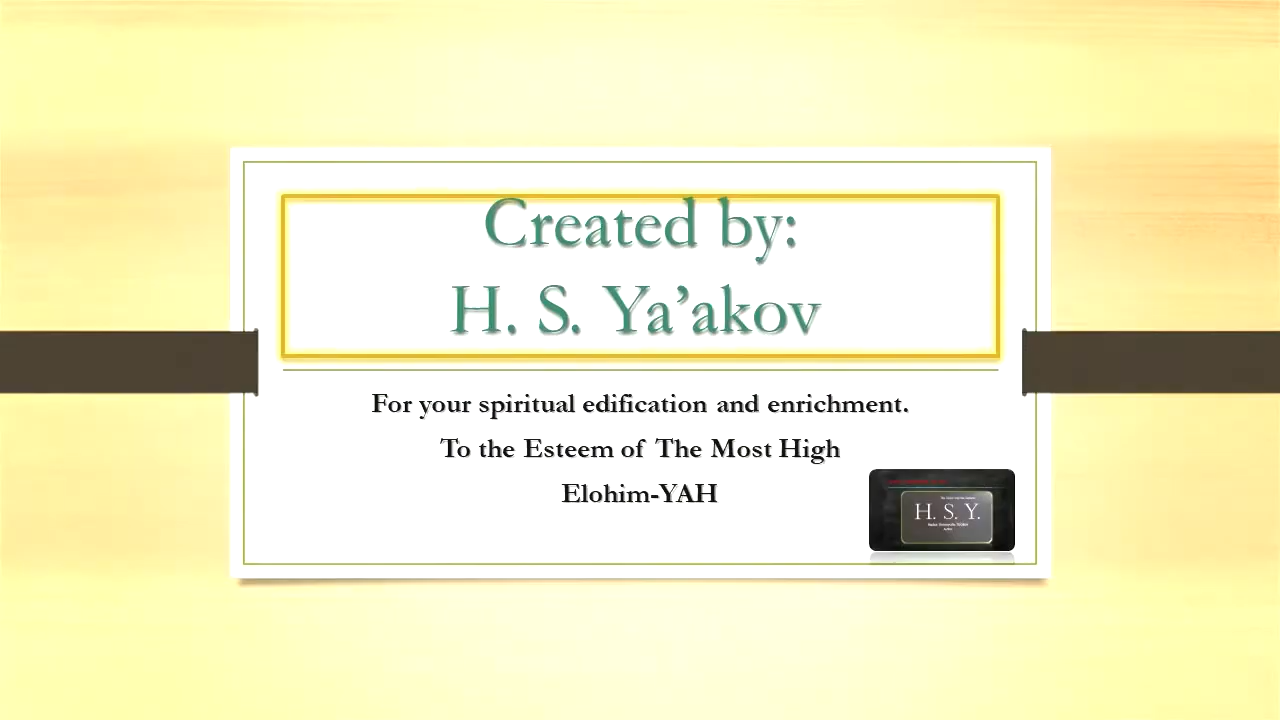 Created by:
H. S. Ya’akov
For your spiritual edification and enrichment.
To the Esteem of The Most High
Elohim-YAH
H. S. Y.